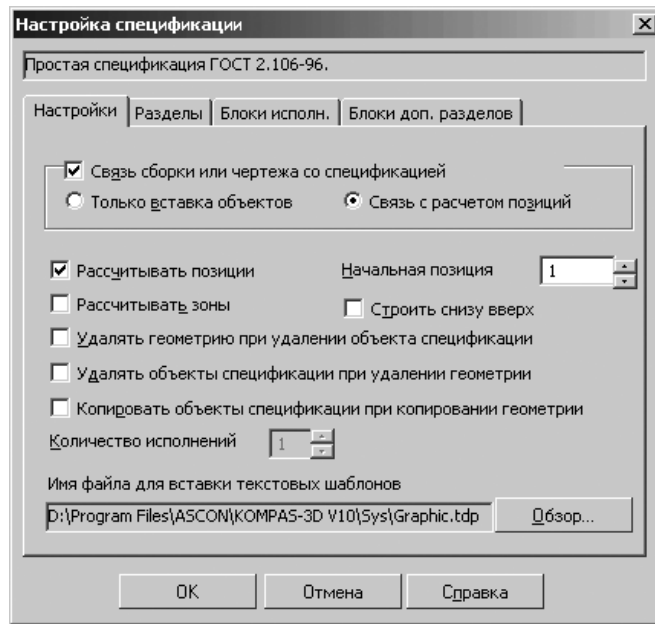 Настройка спецификации
Простая спецификация ГОСТ 2.106-96.
Настройки Разделы Блоки исполн. Блоки доп. разделов
Связь сборки или чертежа со спецификацией
Только вставка объектов Связь с расчетом позиций
Рассчитывать позиции Начальная позиция 1
Рассчитывать зоны Строить снизу вверх
Удалять геометрию при удалении объекта спецификации
Удалять объекты спецификации при удалении геометрии
Копировать объекты спецификации при копировании геометрии
Количество исполнений 1
Имя файла для вставки текстовых шаблонов
D:\Program Files\ASCON\KOMPAS-3D V10\Sys\Graphic.tdp Обзор...
OK Отмена Справка